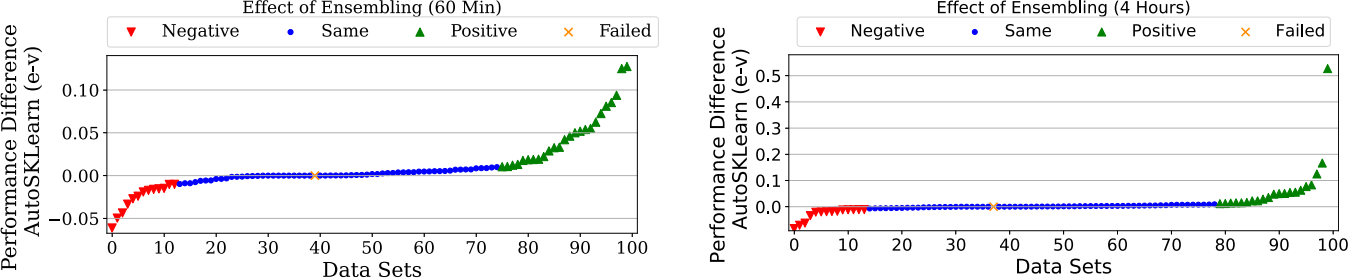 Effect of Ensembling (60 Min)
Negative Same Positive Failed
Performance Difference
AutoSKLearn (e-v)
0.10
0.05
0.00
−0.05
0 10 20 30 40 50 60 70 80 90 100
Data Sets
Effect of Ensembling (4 Hours)
Negative Same Positive Failed
Performance Difference
AutoSKLearn (e-v)
0.5
0.4
0.3
0.2
0.1
0.0
0 10 20 30 40 50 60 70 80 90 100
Data Sets